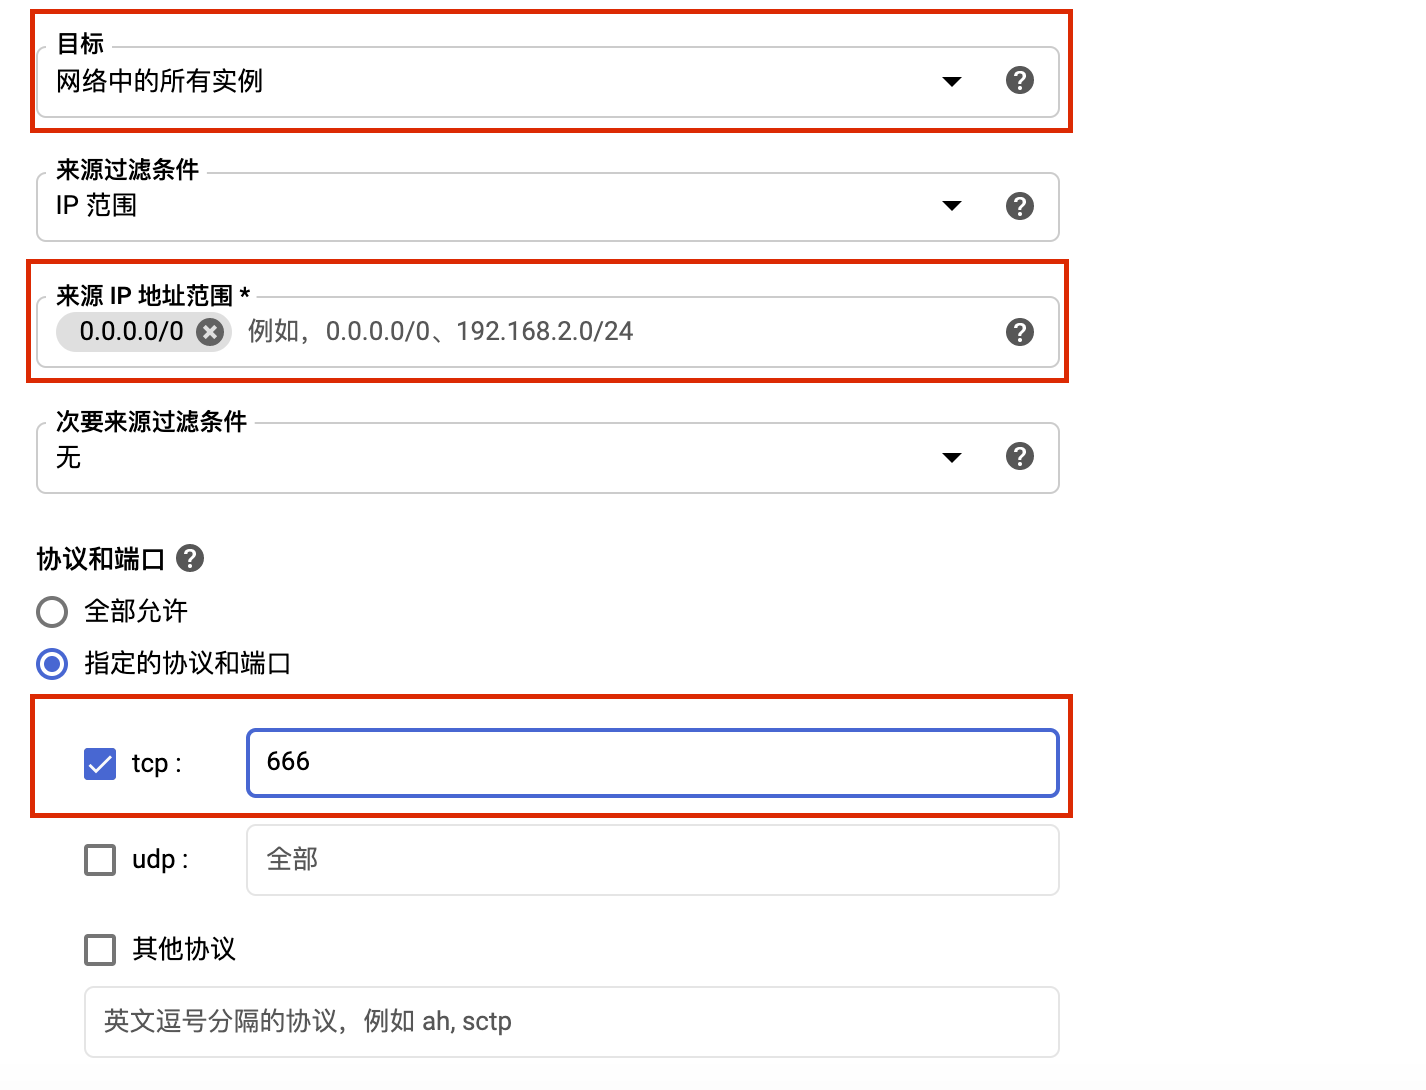 目标
网络中的所有实例
来源过滤条件
IP 范围
来源 IP 地址范围 *
0.0.0.0/0 例如，0.0.0.0/0、192.168.2.0/24
次要来源过滤条件
无
协议和端口
全部允许
指定的协议和端口
tcp : 666
udp : 全部
其他协议
英文逗号分隔的协议，例如 ah, sctp